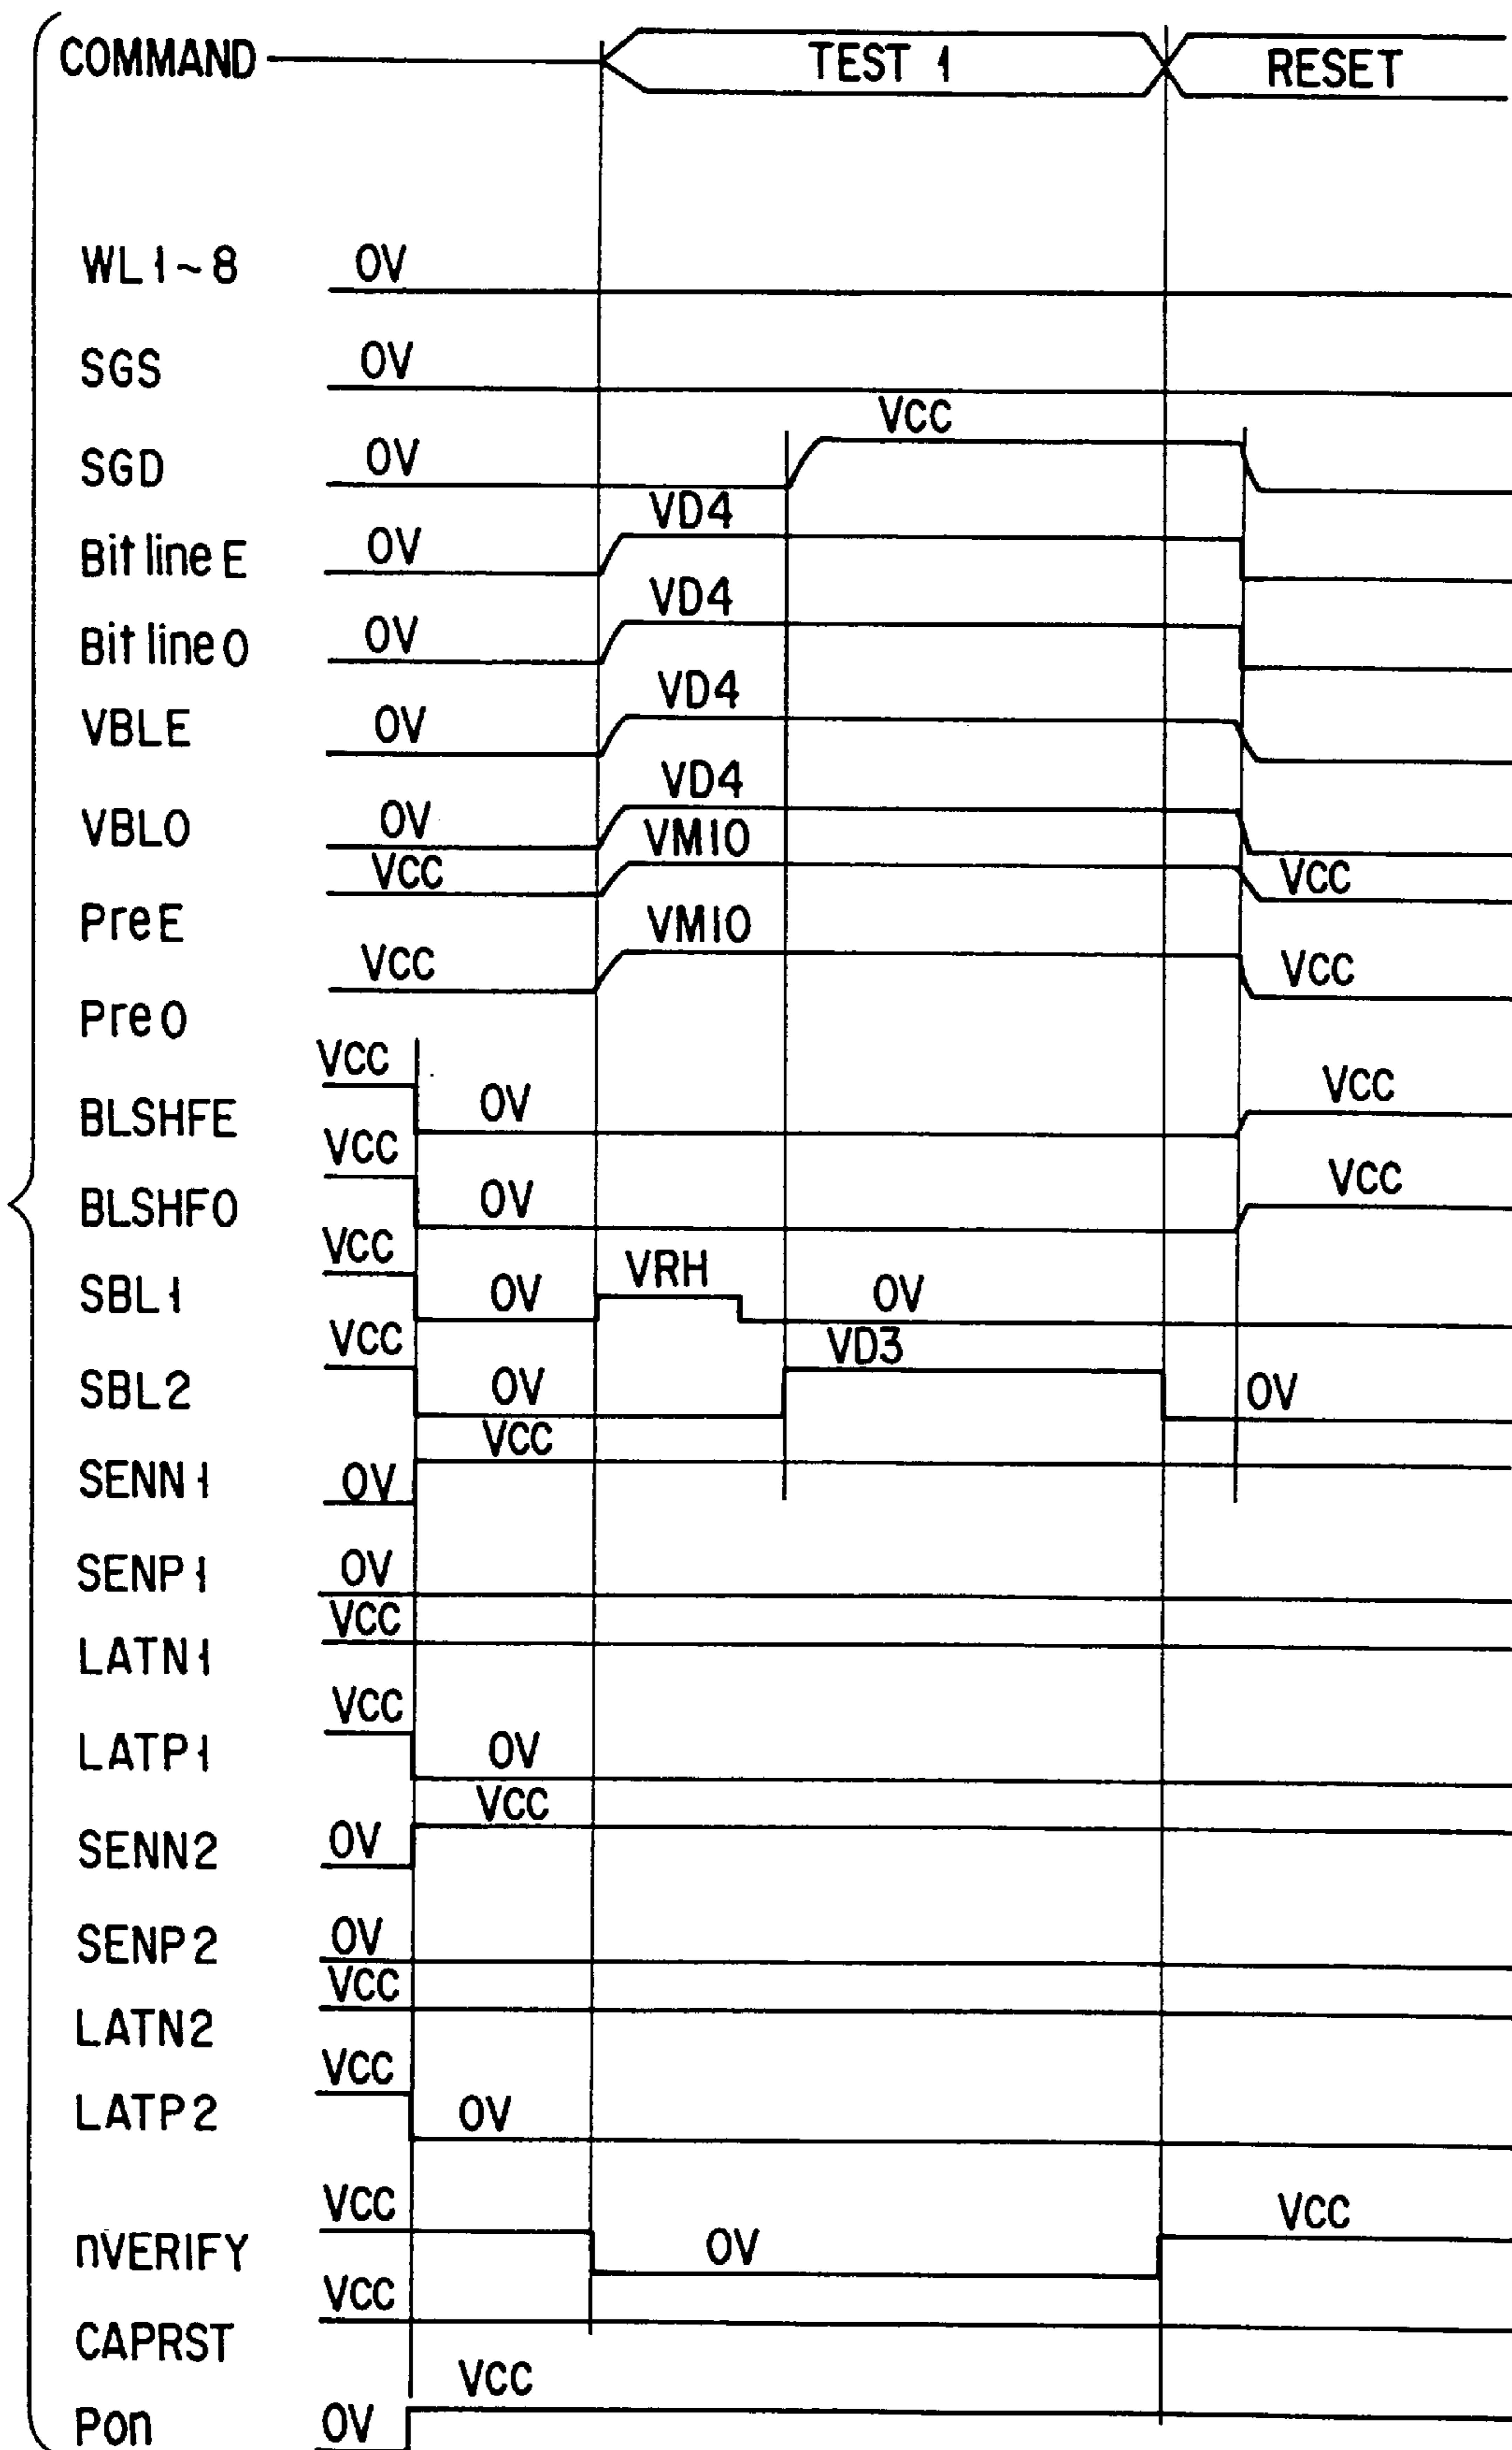 COMMAND TEST 1 RESET
WL1~8 0V
SGS 0V
VCC
SGD 0V
VD4
Bit line E 0V
VD4
Bit line O 0V
VD4
VBLE 0V
VD4
VBLO 0V
VM10
VCC VCC
PreE
VM10
VCC VCC
PreO
VCC
BLSHFE 0V VCC
VCC
BLSHFO 0V VCC
VCC VRH
SBL1 0V 0V
VCC VD3
SBL2 0V 0V
VCC
SENN1 0V
SENP1 0V
VCC
LATN1
VCC
LATP1 0V
VCC
SENN2 0V
SENP2 0V
VCC
LATN2
VCC
LATP2 0V
VCC VCC
nVERIFY 0V
VCC
CAPRST
VCC
Pon 0V